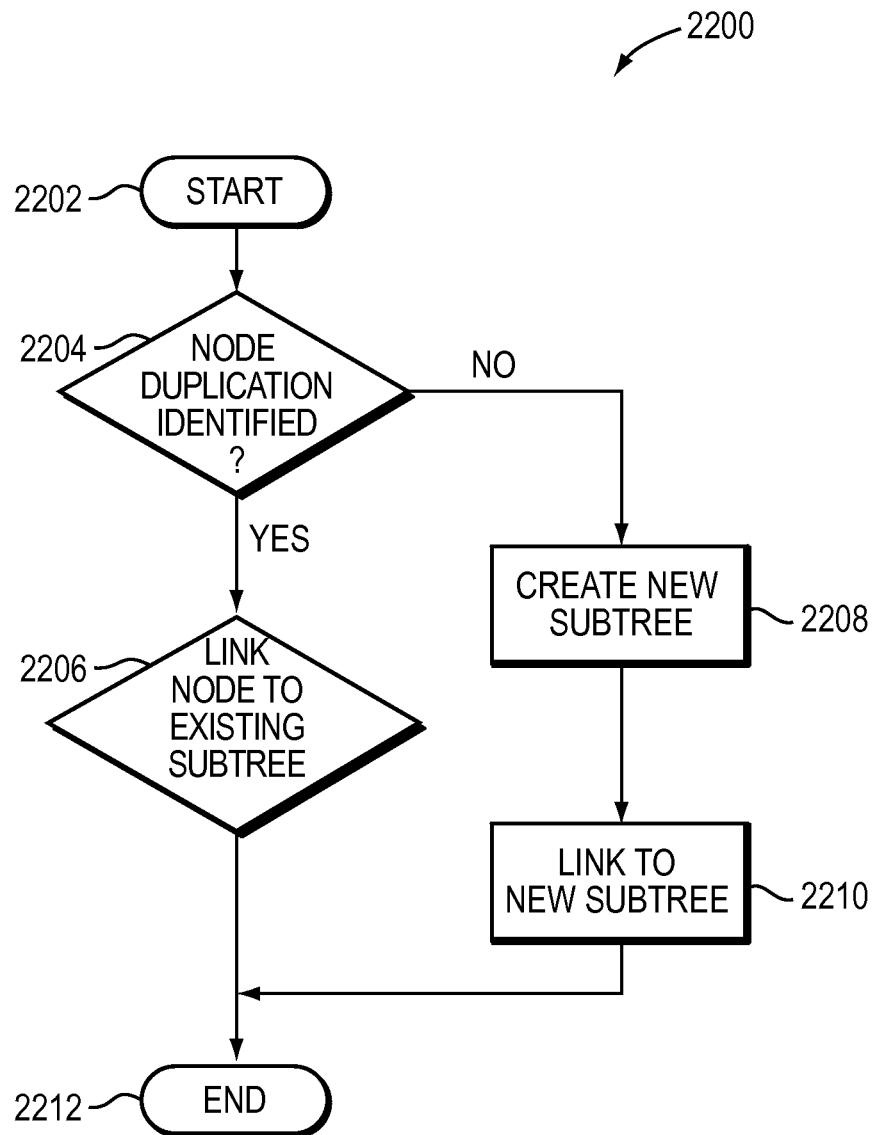 2200
2202
START
2204
NODE
DUPLICATION
IDENTIFIED
?
NO
YES
2206
LINK
NODE TO
EXISTING
SUBTREE
CREATE NEW
SUBTREE
2208
LINK TO
NEW SUBTREE
2210
2212
END